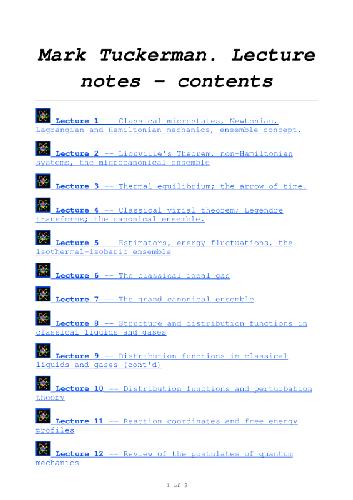 Mark Tuckerman. Lecture
notes - contents
Lecture 1 -- Classical microstates, Newtonian,
Lagrangian and Hamiltonian mechanics, ensemble concept.
Lecture 2 -- Liouville's Theorem, non-Hamiltonian
systems, the microcanonical ensemble
Lecture 3 -- Thermal equilibrium; the arrow of time.
Lecture 4 -- Classical virial theorem; Legendre
transforms; the canonical ensemble.
Lecture 5 -- Estimators, energy fluctuations, the
isothermal-isobaric ensemble
Lecture 6 -- The classical ideal gas
Lecture 7 -- The grand canonical ensemble
Lecture 8 -- Structure and distribution functions in
classical liquids and gases
Lecture 9 -- Distribution functions in classical
liquids and gases (cont'd)
Lecture 10 -- Distribution functions and perturbation
theory
Lecture 11 -- Reaction coordinates and free energy
profiles
Lecture 12 -- Review of the postulates of quantum
mechanics